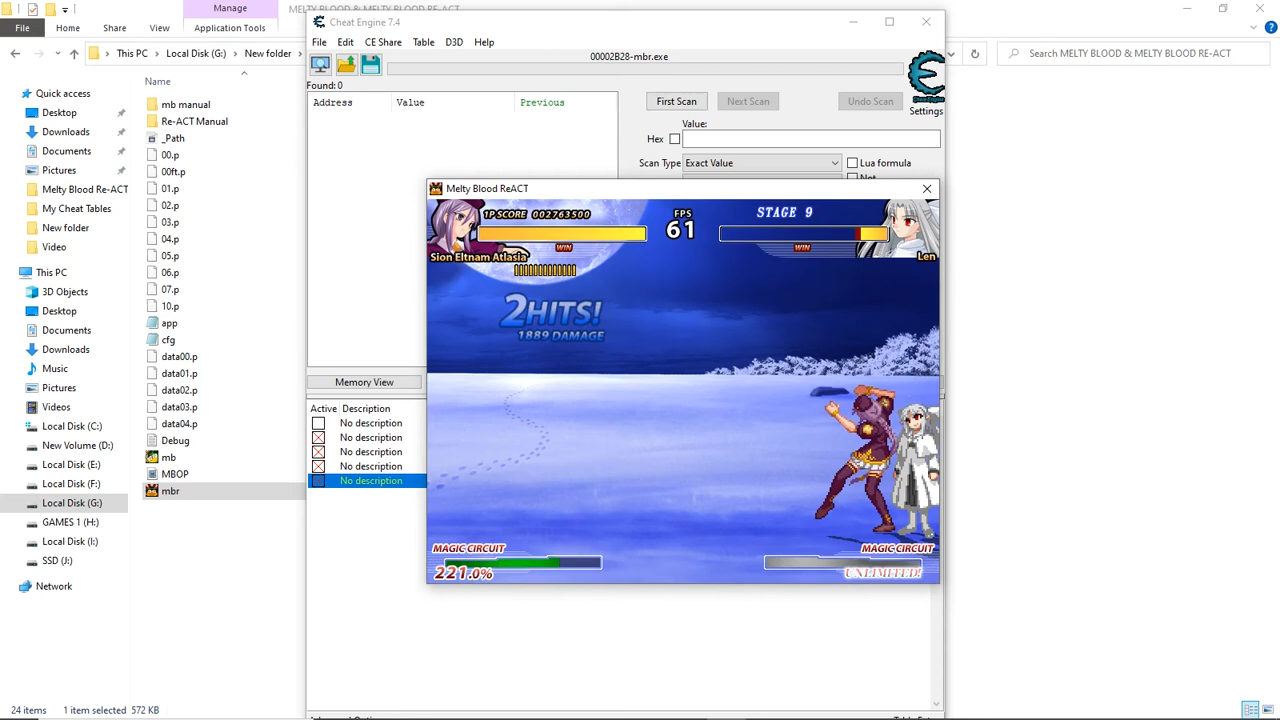 Manage
MELTY BLOOD & MELTY BLOOD RE-ACT
File
Home
Share
View
Application Tools
This PC
Local Disk (G:)
New folder
Search MELTY BLOOD & MELTY BLOOD RE-ACT
Name
Quick access
Desktop
Downloads
Documents
Pictures
Melty Blood Re-ACT
My Cheat Tables
New folder
Video
This PC
3D Objects
Desktop
Documents
Downloads
Music
Pictures
Videos
Local Disk (C:)
New Volume (D:)
Local Disk (E:)
Local Disk (F:)
Local Disk (G:)
GAMES 1 (H:)
Local Disk (I:)
SSD (J:)
Network
mb manual
Re-ACT Manual
_Path
00.p
00ft.p
01.p
02.p
03.p
04.p
05.p
06.p
07.p
10.p
app
cfg
data00.p
data01.p
data02.p
data03.p
data04.p
Debug
mb
MBOP
mbr
24 items
1 item selected 572 KB
Cheat Engine 7.4
File
Edit
CE Share
Table
D3D
Help
00002B28-mbr.exe
Found: 0
Address
Value
Previous
First Scan
Next Scan
Undo Scan
Settings
Value:
Hex
Scan Type
Exact Value
Lua formula
Not
Memory View
Active
Description
No description
No description
No description
No description
No description
Melty Blood ReACT
1P SCORE 002763500
FPS
61
STAGE 9
WIN
WIN
Sion Eltnam Atlasia
Len
2HITS!
1889 DAMAGE
MAGIC CIRCUIT
221.0%
MAGIC CIRCUIT
UNLIMITED!